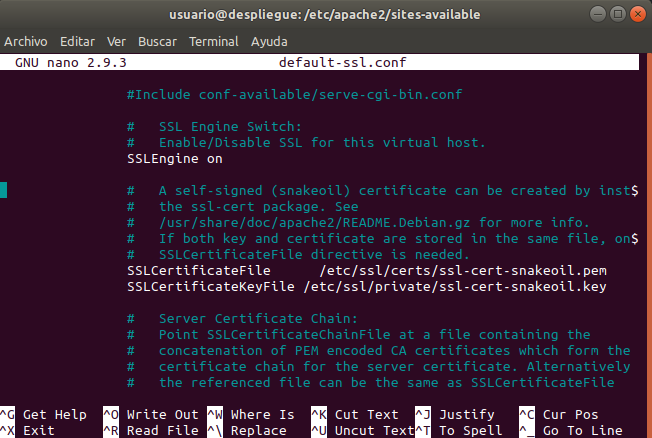 usuario@despliegue: /etc/apache2/sites-available
Archivo Editar Ver Buscar Terminal Ayuda
GNU nano 2.9.3 default-ssl.conf
#Include conf-available/serve-cgi-bin.conf
# SSL Engine Switch:
# Enable/Disable SSL for this virtual host.
SSLEngine on
# A self-signed (snakeoil) certificate can be created by inst$
# the ssl-cert package. See
# /usr/share/doc/apache2/README.Debian.gz for more info.
# If both key and certificate are stored in the same file, on$
# SSLCertificateFile directive is needed.
SSLCertificateFile /etc/ssl/certs/ssl-cert-snakeoil.pem
SSLCertificateKeyFile /etc/ssl/private/ssl-cert-snakeoil.key
# Server Certificate Chain:
# Point SSLCertificateChainFile at a file containing the
# concatenation of PEM encoded CA certificates which form the
# certificate chain for the server certificate. Alternatively
# the referenced file can be the same as SSLCertificateFile
^G Get Help ^O Write Out ^W Where Is ^K Cut Text ^J Justify ^C Cur Pos
^X Exit ^R Read File ^\ Replace ^U Uncut Text ^T To Spell ^_ Go To Line